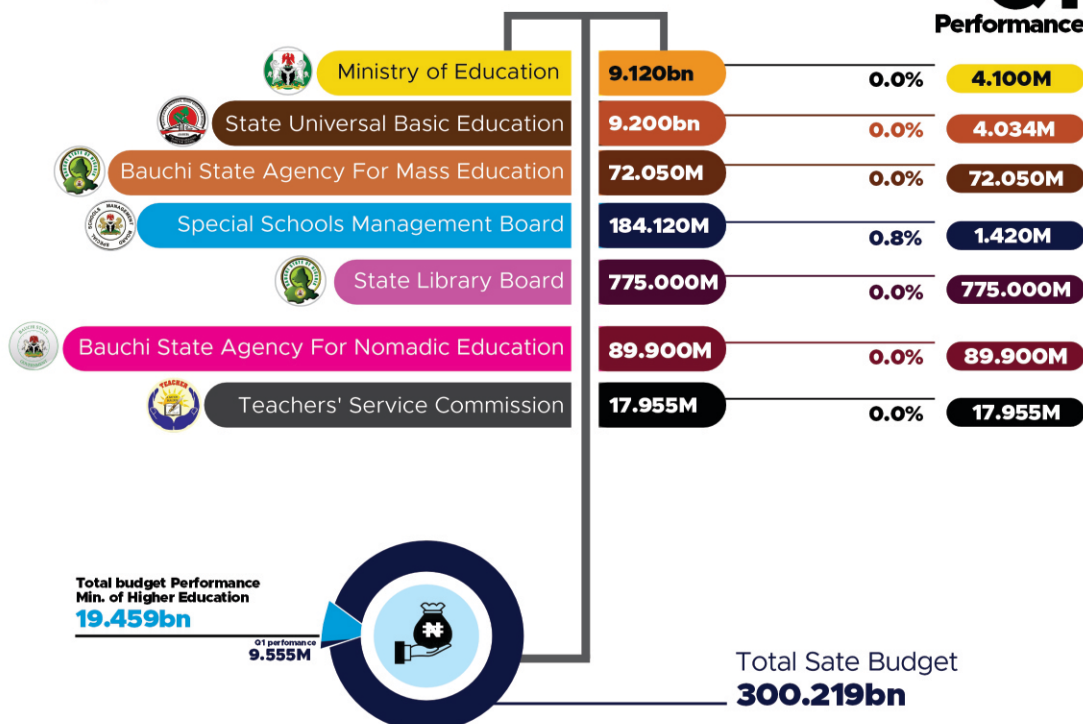 Performance
Ministry of Education 9.120bn 0.0% 4.100M
State Universal Basic Education 9.200bn 0.0% 4.034M
Bauchi State Agency For Mass Education 72.050M 0.0% 72.050M
Special Schools Management Board 184.120M 0.8% 1.420M
State Library Board 775.000M 0.0% 775.000M
Bauchi State Agency For Nomadic Education 89.900M 0.0% 89.900M
TEACHER
Teachers' Service Commission 17.955M 0.0% 17.955M
Total budget Performance
Min. of Higher Education
19.459bn
Q1 perfomance
9.555M
₦
Total Sate Budget
300.219bn